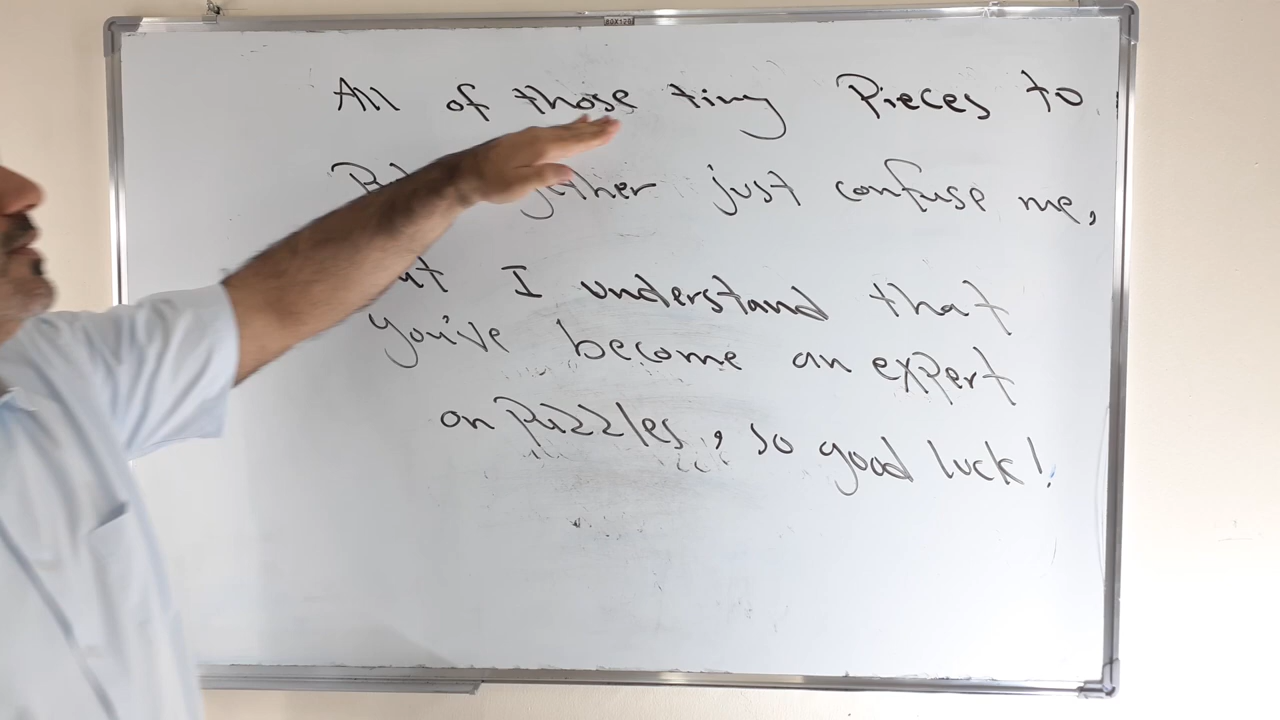 80X120
All of those tiny Pieces to
just confuse me,
I understand that
you've become an expert
on Puzzles, so good luck!